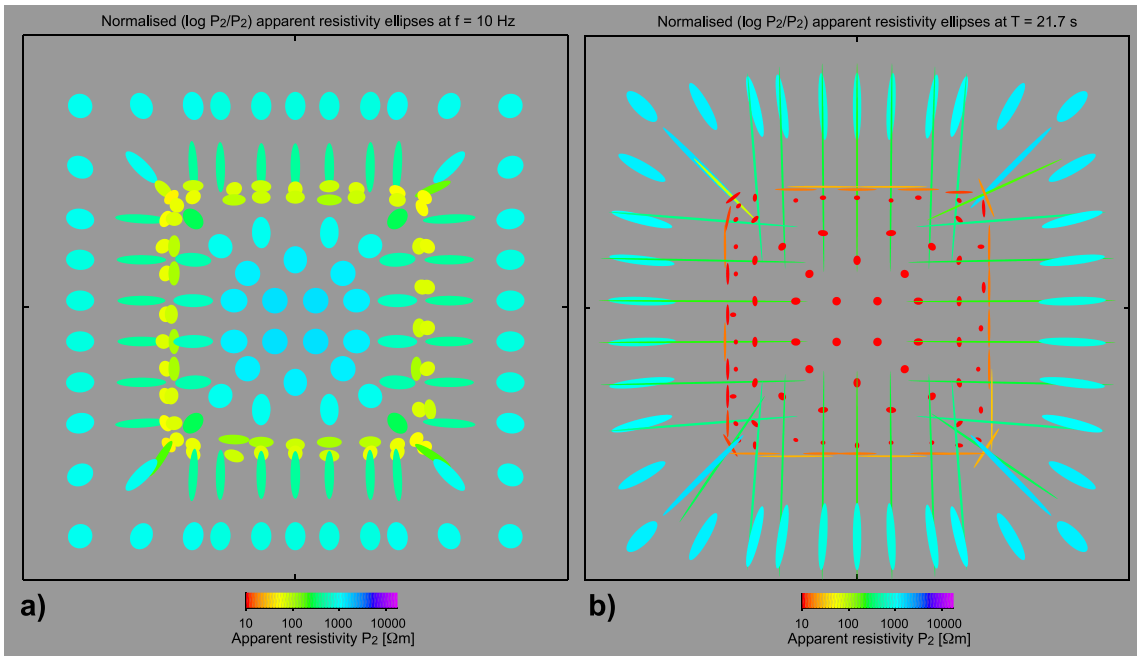 Normalised (log P₂/P₂) apparent resistivity ellipses at f = 10 Hz
Normalised (log P₂/P₂) apparent resistivity ellipses at T = 21.7 s
a)
10 100 1000 10000
Apparent resistivity P₂ [Ωm]
b)
10 100 1000 10000
Apparent resistivity P₂ [Ωm]